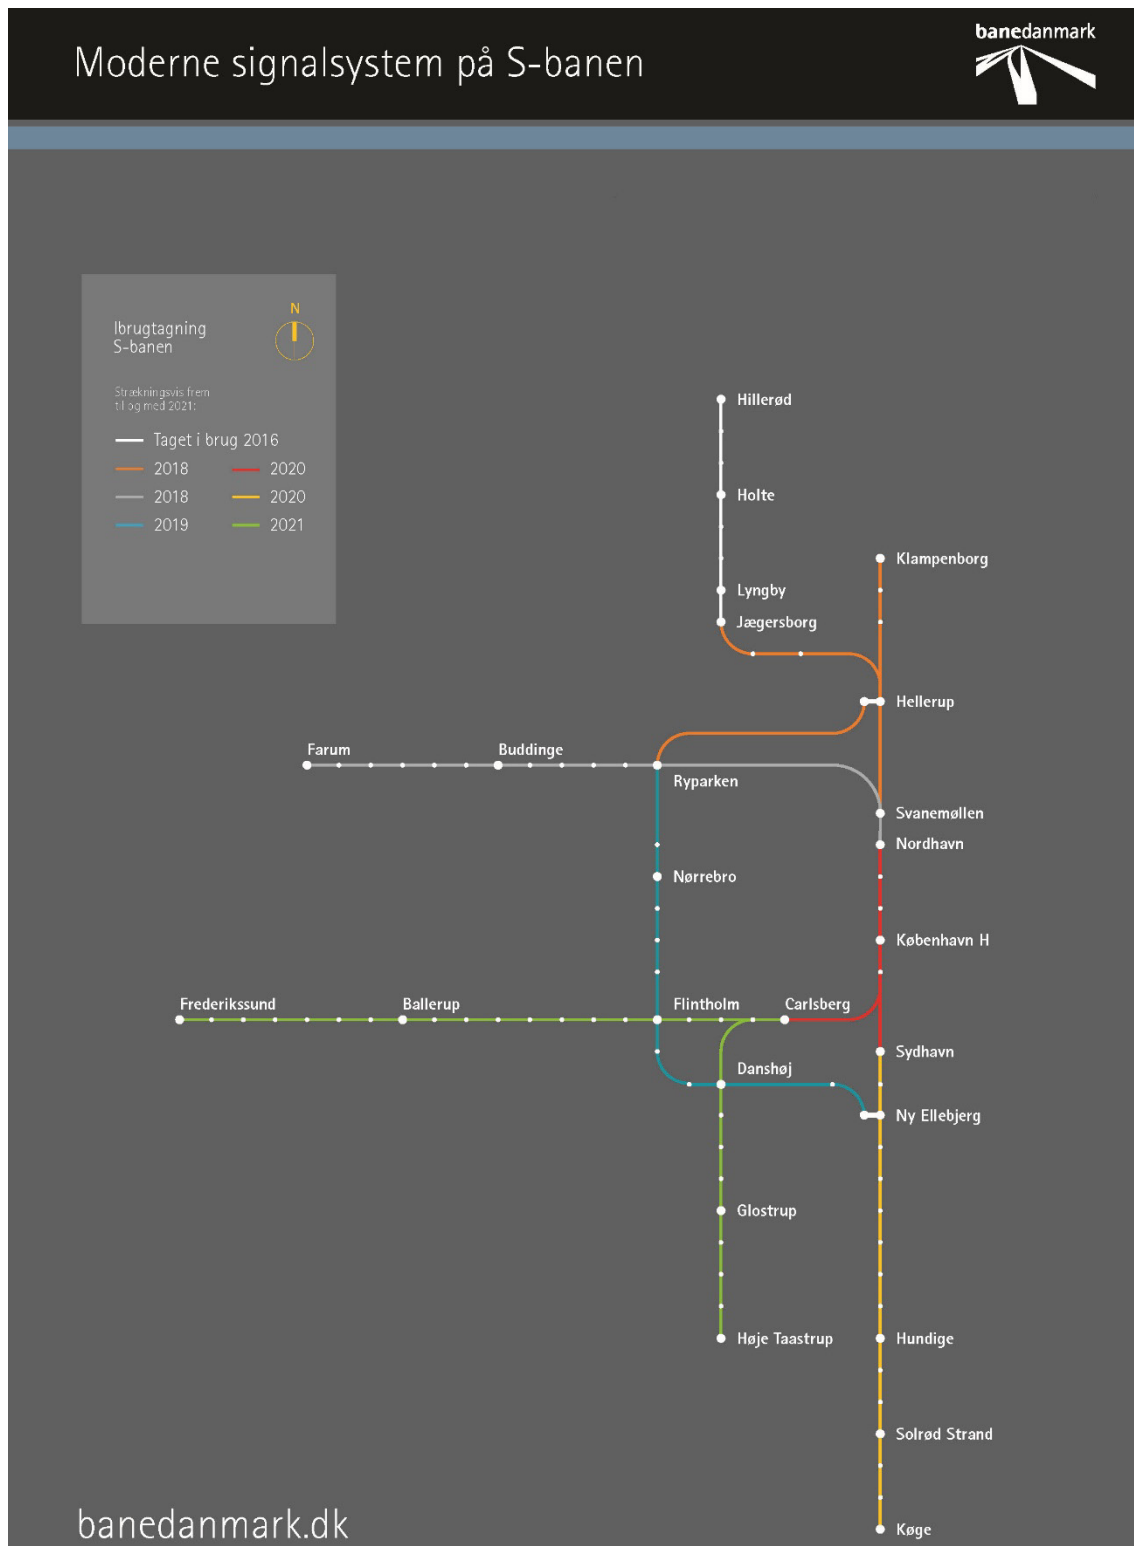 Moderne signalsystem på S-banen
banedanmark
Ibrugtagning
S-banen
N
Strækningsvis frem
til og med 2021:
Taget i brug 2016
2018
2020
2018
2020
2019
2021
Hillerød
Holte
Klampenborg
Lyngby
Jægersborg
Hellerup
Farum
Buddinge
Ryparken
Svanemøllen
Nordhavn
Nørrebro
København H
Frederikssund
Ballerup
Flintholm
Carlsberg
Sydhavn
Danshøj
Ny Ellebjerg
Glostrup
Høje Taastrup
Hundige
Solrød Strand
Køge
banedanmark.dk